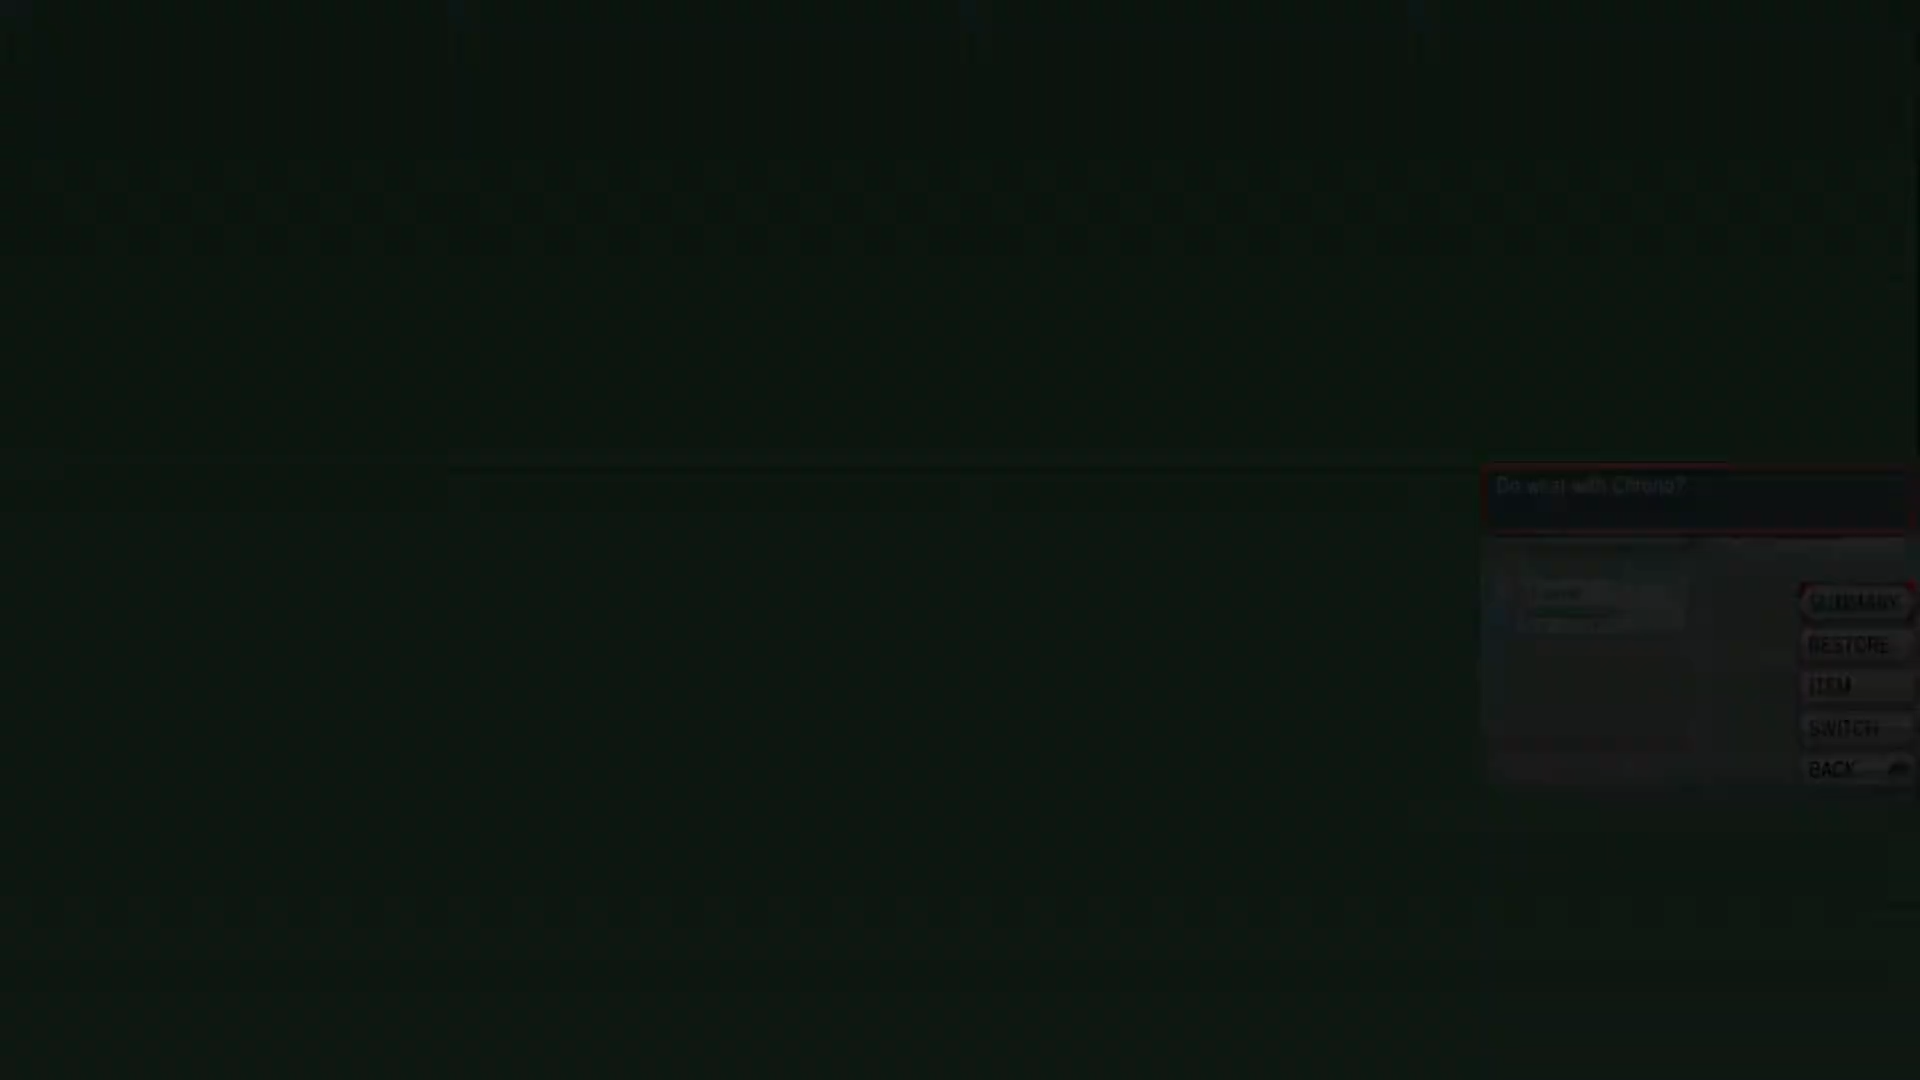 Do what with Chrono?
SUMMARY
RESTORE
ITEM
SWITCH
BACK